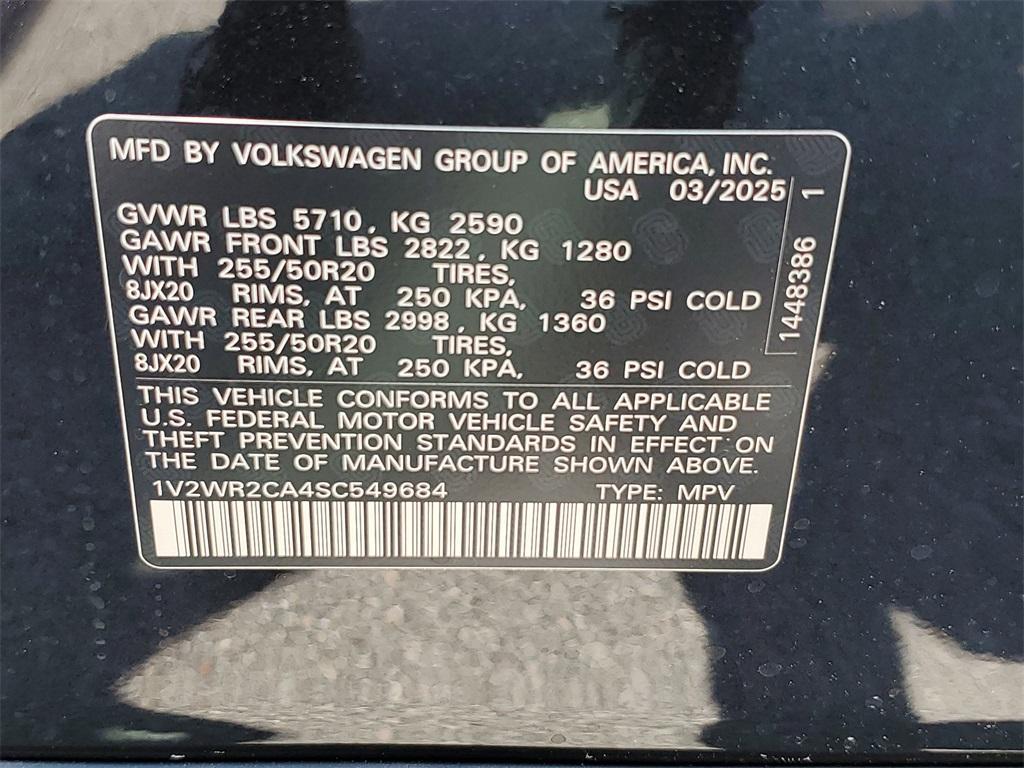 MFD BY VOLKSWAGEN GROUP OF AMERICA, INC.
USA 03/2025
GVWR LBS 5710, KG 2590
GAWR FRONT LBS 2822, KG 1280
WITH 255/50R20 TIRES,
8JX20 RIMS, AT 250 KPA, 36 PSI COLD
GAWR REAR LBS 2998, KG 1360
WITH 255/50R20 TIRES,
8JX20 RIMS, AT 250 KPA, 36 PSI COLD
1448386 1
THIS VEHICLE CONFORMS TO ALL APPLICABLE
U.S. FEDERAL MOTOR VEHICLE SAFETY AND
THEFT PREVENTION STANDARDS IN EFFECT ON
THE DATE OF MANUFACTURE SHOWN ABOVE.
1V2WR2CA4SC549684 TYPE: MPV